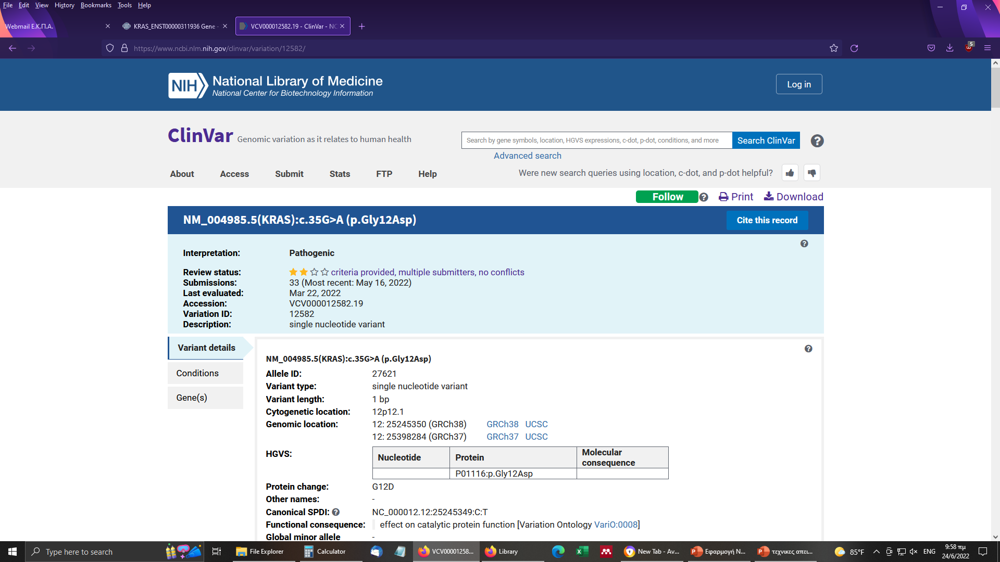 File Edit View History Bookmarks Tools Help
Webmail Ε.Κ.Π.Α.
KRAS_ENST00000311936 Gene -
VCV000012582.19 - ClinVar - NC
https://www.ncbi.nlm.nih.gov/clinvar/variation/12582/
5
NIH National Library of Medicine
National Center for Biotechnology Information
Log in
ClinVar Genomic variation as it relates to human health
Search by gene symbols, location, HGVS expressions, c-dot, p-dot, conditions, and more
Search ClinVar
Advanced search
About Access Submit Stats FTP Help
Were new search queries using location, c-dot, and p-dot helpful?
Follow Print Download
NM_004985.5(KRAS):c.35G>A (p.Gly12Asp)
Cite this record
Interpretation: Pathogenic
Review status: criteria provided, multiple submitters, no conflicts
Submissions: 33 (Most recent: May 16, 2022)
Last evaluated: Mar 22, 2022
Accession: VCV000012582.19
Variation ID: 12582
Description: single nucleotide variant
Variant details
Conditions
Gene(s)
NM_004985.5(KRAS):c.35G>A (p.Gly12Asp)
Allele ID: 27621
Variant type: single nucleotide variant
Variant length: 1 bp
Cytogenetic location: 12p12.1
Genomic location: 12: 25245350 (GRCh38) GRCh38 UCSC
12: 25398284 (GRCh37) GRCh37 UCSC
HGVS:
Nucleotide Protein Molecular consequence
P01116:p.Gly12Asp
Protein change: G12D
Other names: -
Canonical SPDI: NC_000012.12:25245349:C:T
Functional consequence: effect on catalytic protein function [Variation Ontology VariO:0008]
Global minor allele -
Type here to search
File Explorer
Calculator
VCV00001258...
Library
New Tab - Av...
Εφαρμογή N...
τεχνικες απει...
85°F
ENG
9:58 πμ
24/6/2022